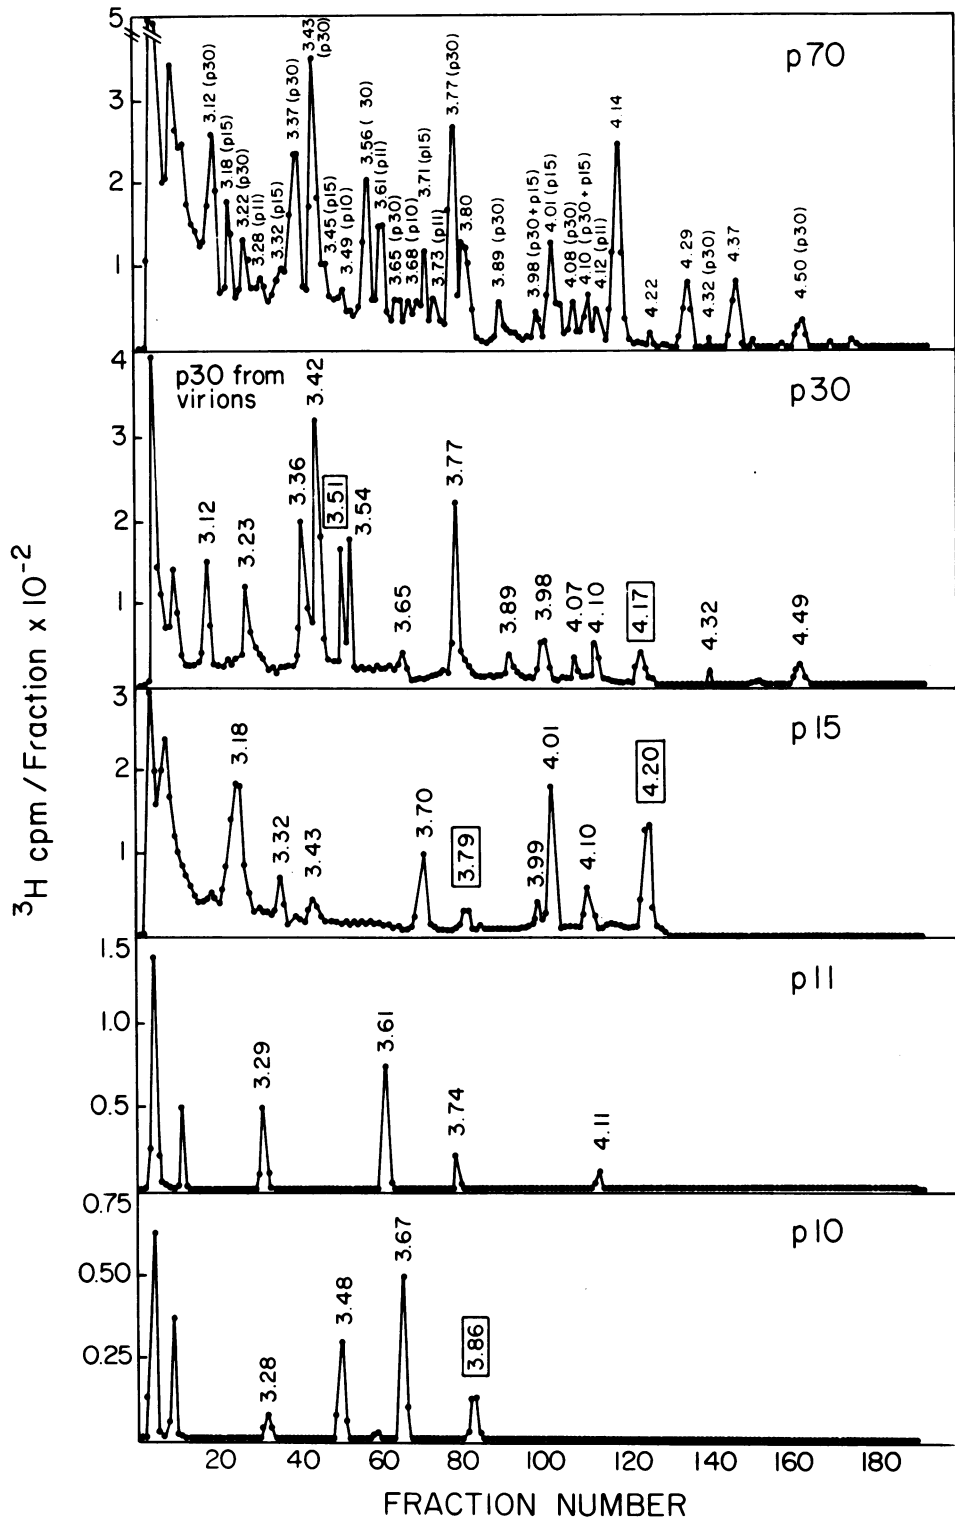 ³H cpm/Fraction x 10⁻²
5
3
2
1
p70
3.12 (p30)
3.18 (p15)
3.22 (p30)
3.28 (p11)
3.32 (p15)
3.37 (p30)
3.43 (p30)
3.45 (p15)
3.49 (p10)
3.56 ( 30)
3.61 (p11)
3.65 (p30)
3.68 (p10)
3.71 (p15)
3.73 (p11)
3.77 (p30)
3.80
3.89 (p30)
3.98 (p30+p15)
4.01 (p15)
4.08 (p30)
4.10 (p30+p15)
4.12 (p11)
4.14
4.22
4.29
4.32 (p30)
4.37
4.50 (p30)
4
3
2
1
p30 from
virions
p30
3.12
3.23
3.36
3.42
3.51
3.54
3.65
3.77
3.89
3.98
4.07
4.10
4.17
4.32
4.49
3
2
1
p15
3.18
3.32
3.43
3.70
3.79
3.99
4.01
4.10
4.20
1.5
1.0
0.5
p11
3.29
3.61
3.74
4.11
0.75
0.50
0.25
p10
3.28
3.48
3.67
3.86
20 40 60 80 100 120 140 160 180
FRACTION NUMBER